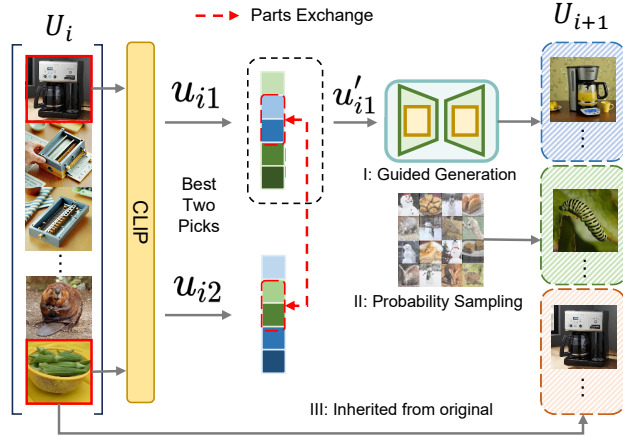 U_i
Parts Exchange
U_{i+1}
CLIP
u_{i1}
u'_{i1}
Best
Two
Picks
I: Guided Generation
u_{i2}
II: Probability Sampling
III: Inherited from original